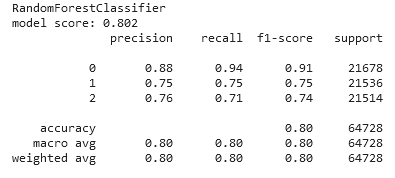 RandomForestClassifier
model score: 0.802
precision recall f1-score support
0 0.88 0.94 0.91 21678
1 0.75 0.75 0.75 21536
2 0.76 0.71 0.74 21514
accuracy 0.80 64728
macro avg 0.80 0.80 0.80 64728
weighted avg 0.80 0.80 0.80 64728